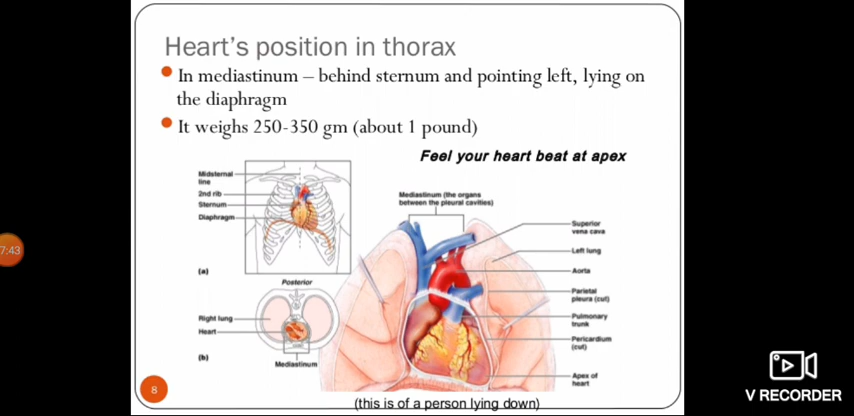 Heart's position in thorax
In mediastinum – behind sternum and pointing left, lying on
the diaphragm
It weighs 250-350 gm (about 1 pound)
Feel your heart beat at apex
Midsternal
line
2nd rib
Sternum
Diaphragm
(a)
Posterior
Right lung
Heart
(b)
Mediastinum
Mediastinum (the organs
between the pleural cavities)
Superior
vena cava
Left lung
Aorta
Parietal
pleura (cut)
Pulmonary
trunk
Pericardium
(cut)
Apex of
heart
(this is of a person lying down)
8
7:43
V RECORDER